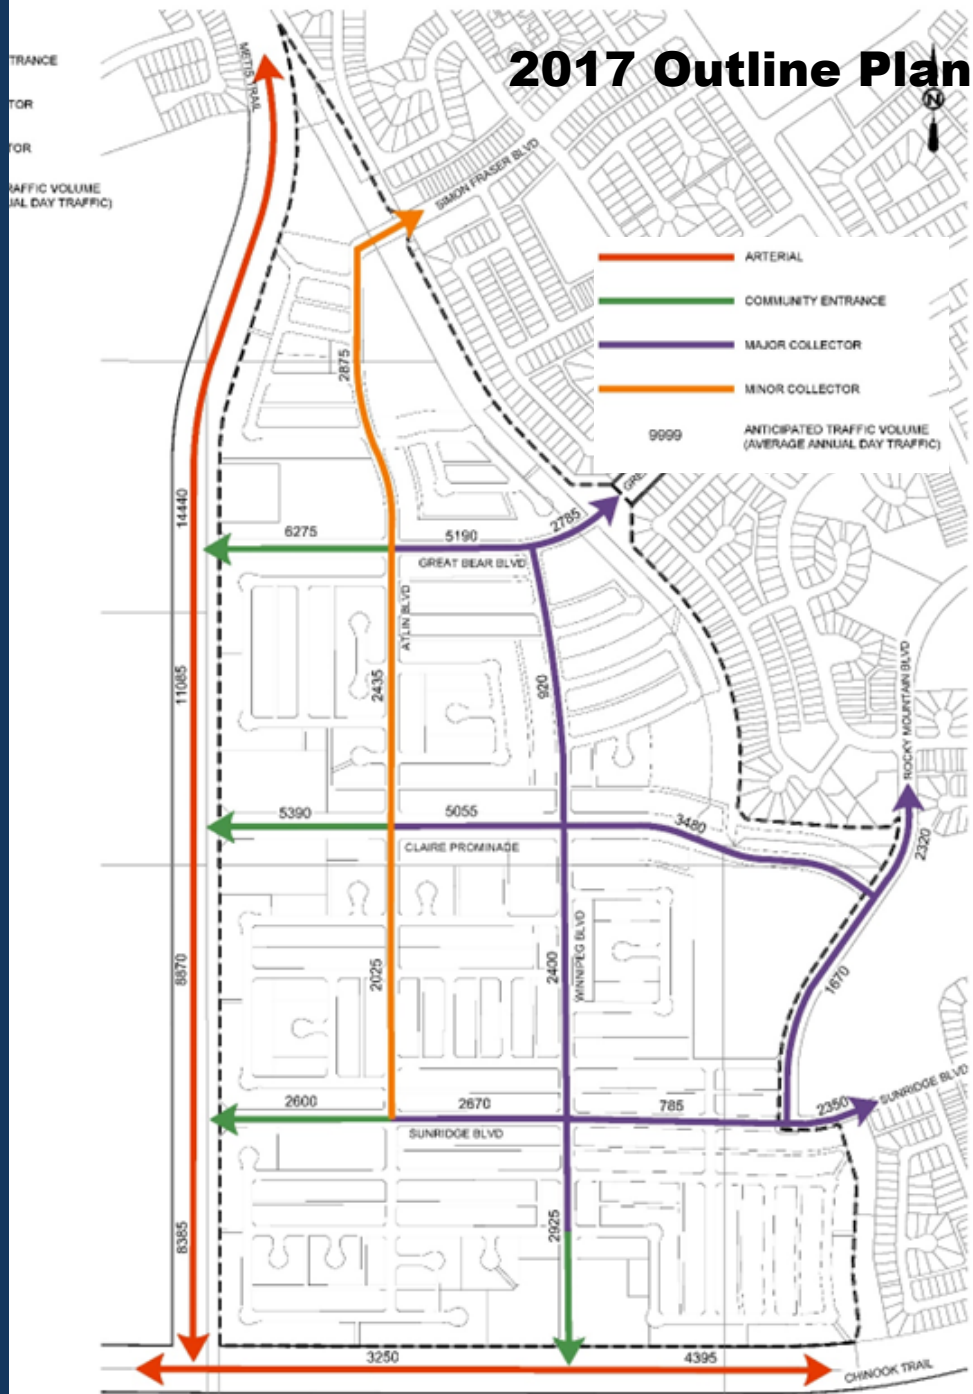 2017 Outline Plan
TRANCE
TOR
TOR
RAFFIC VOLUME
AL DAY TRAFFIC)
METIS TRAIL
N
SIMON FRASER BLVD
ARTERIAL
COMMUNITY ENTRANCE
MAJOR COLLECTOR
MINOR COLLECTOR
9999
ANTICIPATED TRAFFIC VOLUME
(AVERAGE ANNUAL DAY TRAFFIC)
2875
GRE
14440
6275
5190
2785
GREAT BEAR BLVD
ATLIN BLVD
11085
2435
920
ROCKY MOUNTAIN BLVD
5390
5055
3480
2320
CLAIRE PROMINADE
8870
2025
2400
WINNIPEG BLVD
1670
2600
2670
785
2350
SUNRIDGE BLVD
SUNRIDGE BLVD
8385
2925
3250
4395
CHINOOK TRAIL